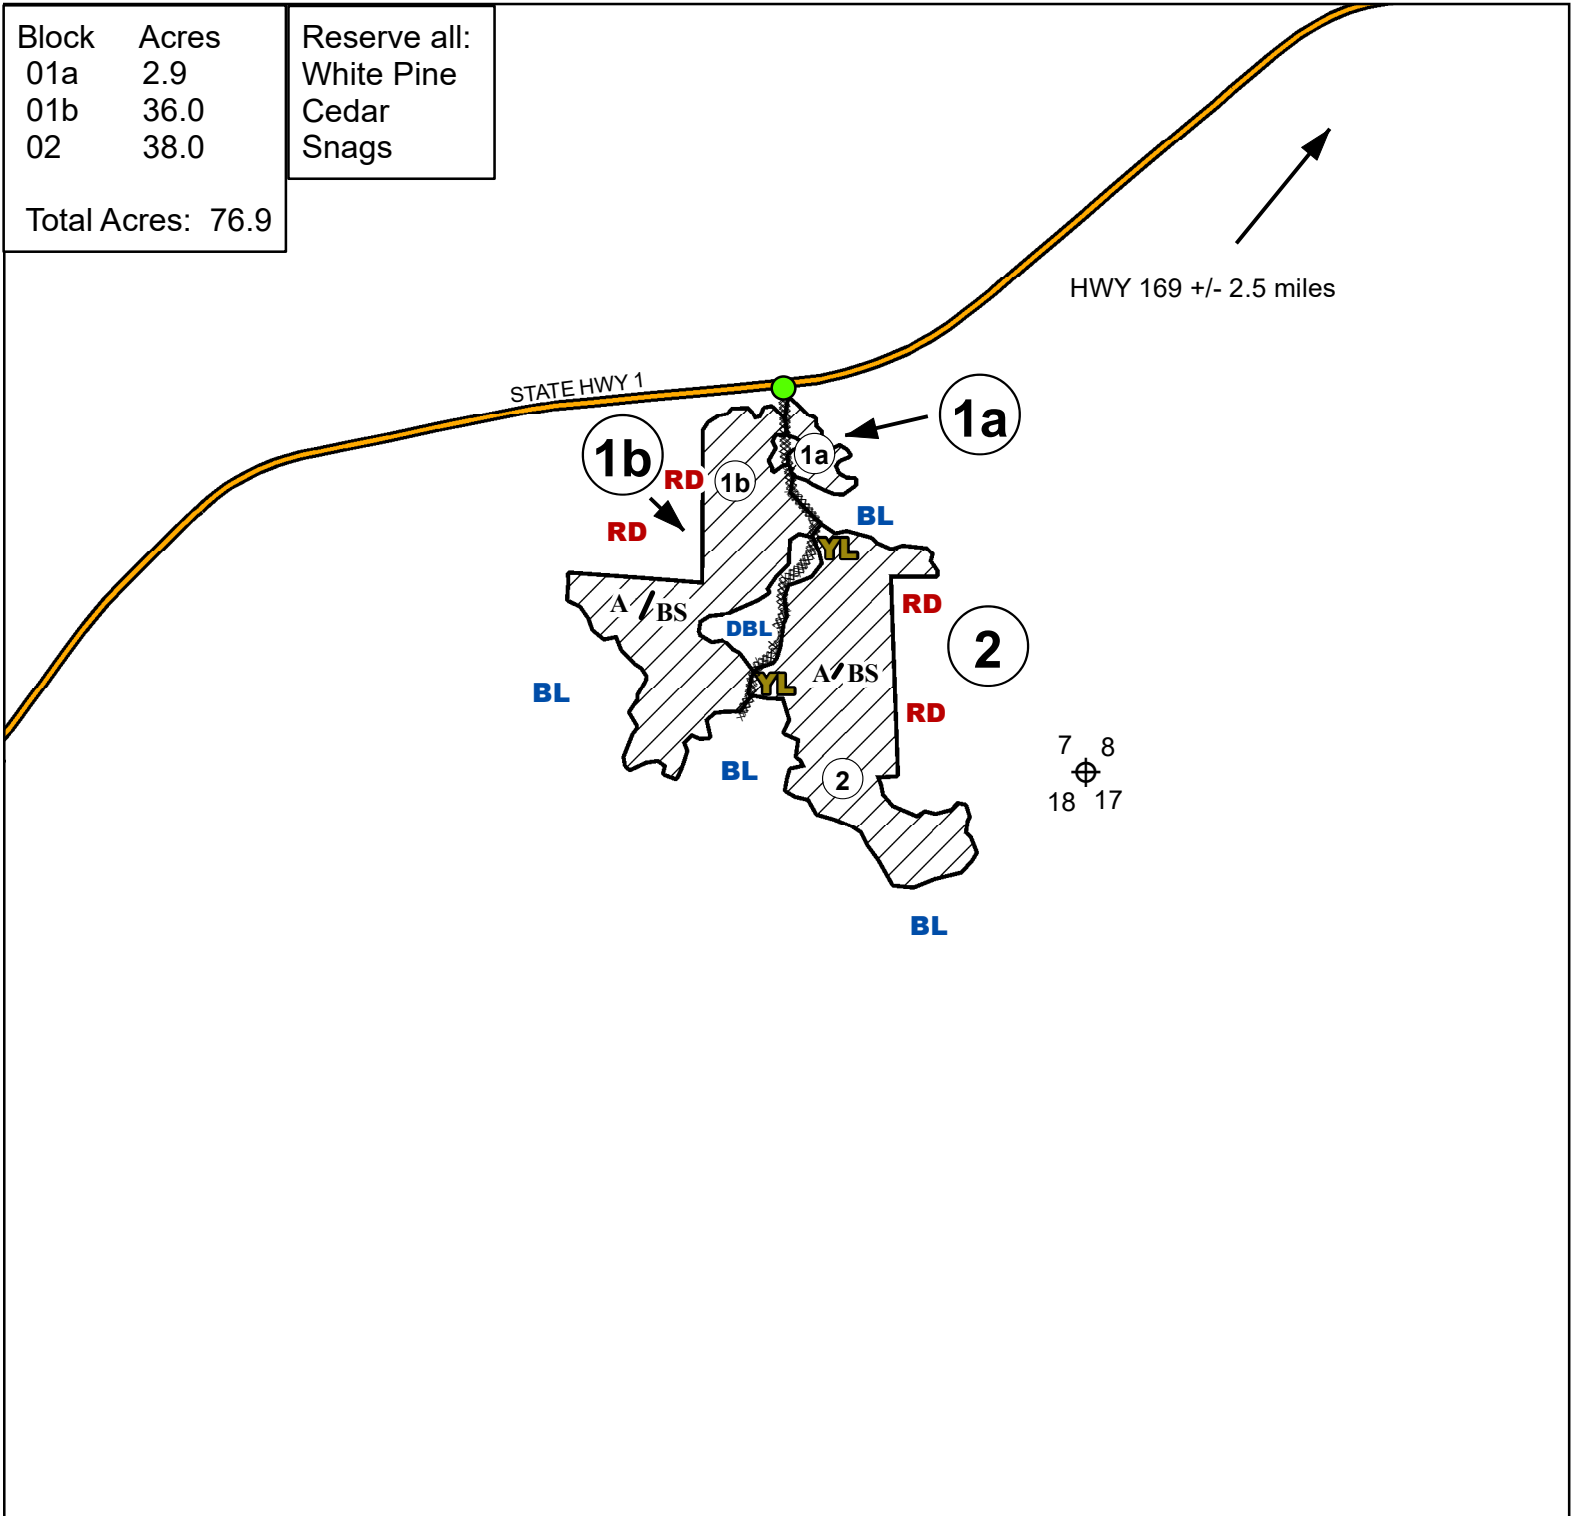 Block Acres
01a 2.9
01b 36.0
02 38.0
Total Acres: 76.9
Reserve all:
White Pine
Cedar
Snags
HWY 169 +/- 2.5 miles
STATE HWY 1
1a
1b
1a
RD
1b
BL
RD
YL
RD
A / BS
DBL
2
A / BS
YL
BL
RD
7 8
BL
2
18 17
BL